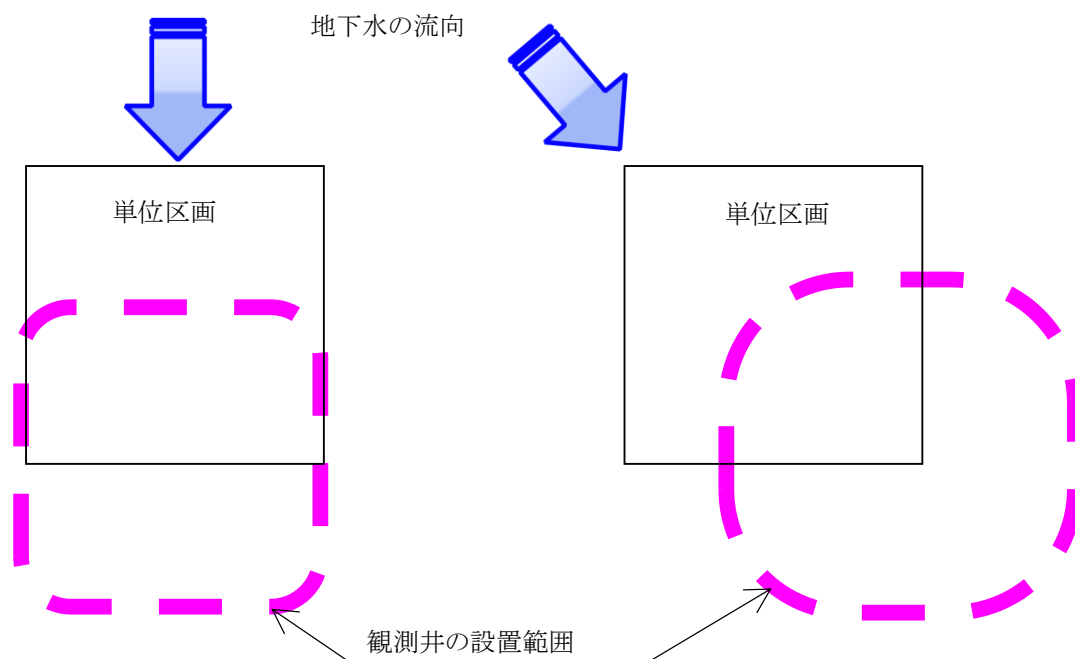 地下水の流向
単位区画
単位区画
観測井の設置範囲